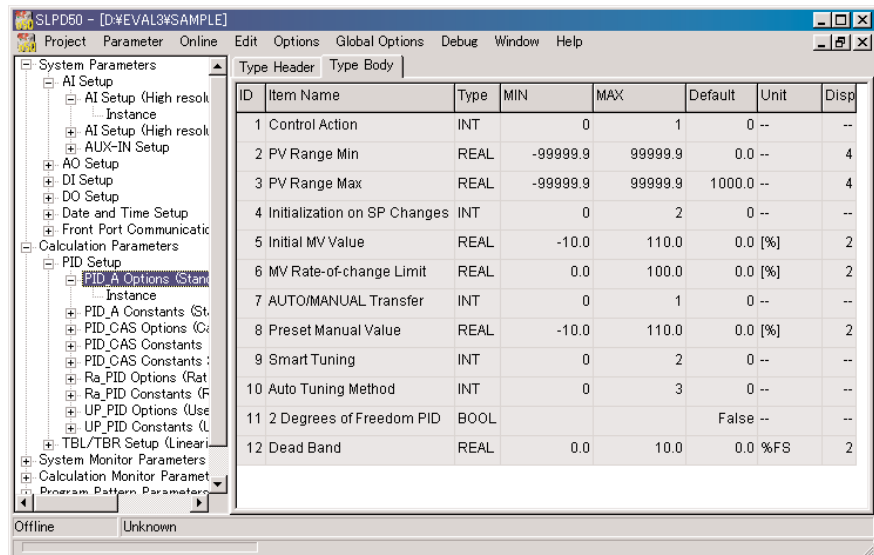 SLPD50 - [D:¥EVAL3¥SAMPLE]
Project Parameter Online Edit Options Global Options Debug Window Help
System Parameters
AI Setup
AI Setup (High resolu
Instance
AI Setup (High resolu
AUX-IN Setup
AO Setup
DI Setup
DO Setup
Date and Time Setup
Front Port Communicatic
Calculation Parameters
PID Setup
PID_A Options (Stan
Instance
PID_A Constants (St
PID_CAS Options (Ca
PID_CAS Constants
PID_CAS Constants
Ra_PID Options (Rat
Ra_PID Constants (F
UP_PID Options (Use
UP_PID Constants (L
TBL/TBR Setup (Lineari
System Monitor Parameters
Calculation Monitor Paramet
Program Pattern Parameters
Type Header Type Body
ID Item Name Type MIN MAX Default Unit Disp
1 Control Action INT 0 1 0 -- --
2 PV Range Min REAL -99999.9 99999.9 0.0 -- 4
3 PV Range Max REAL -99999.9 99999.9 1000.0 -- 4
4 Initialization on SP Changes INT 0 2 0 -- --
5 Initial MV Value REAL -10.0 110.0 0.0 [%] 2
6 MV Rate-of-change Limit REAL 0.0 100.0 0.0 [%] 2
7 AUTO/MANUAL Transfer INT 0 1 0 -- --
8 Preset Manual Value REAL -10.0 110.0 0.0 [%] 2
9 Smart Tuning INT 0 2 0 -- --
10 Auto Tuning Method INT 0 3 0 -- --
11 2 Degrees of Freedom PID BOOL False -- --
12 Dead Band REAL 0.0 10.0 0.0 %FS 2
Offline Unknown